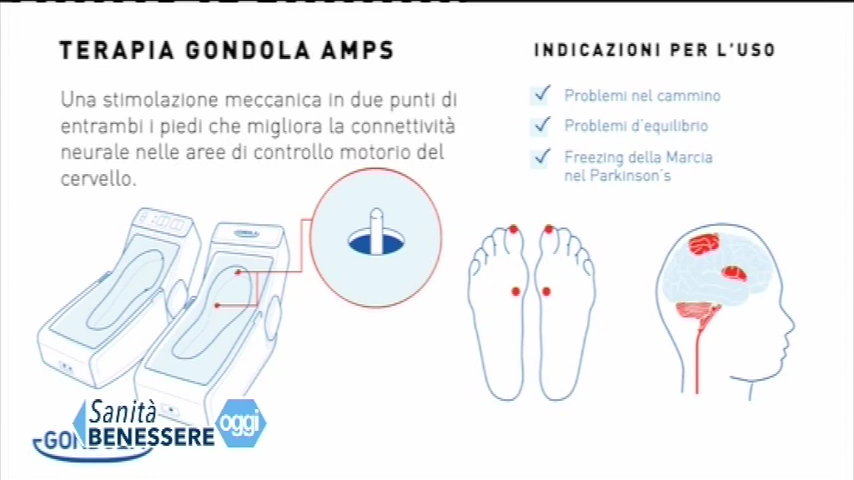 TERAPIA GONDOLA AMPS
Una stimolazione meccanica in due punti di
entrambi i piedi che migliora la connettività
neurale nelle aree di controllo motorio del
cervello.
INDICAZIONI PER L'USO
Problemi nel cammino
Problemi d'equilibrio
Freezing della Marcia
nel Parkinson's
Sanità
BENESSERE
oggi